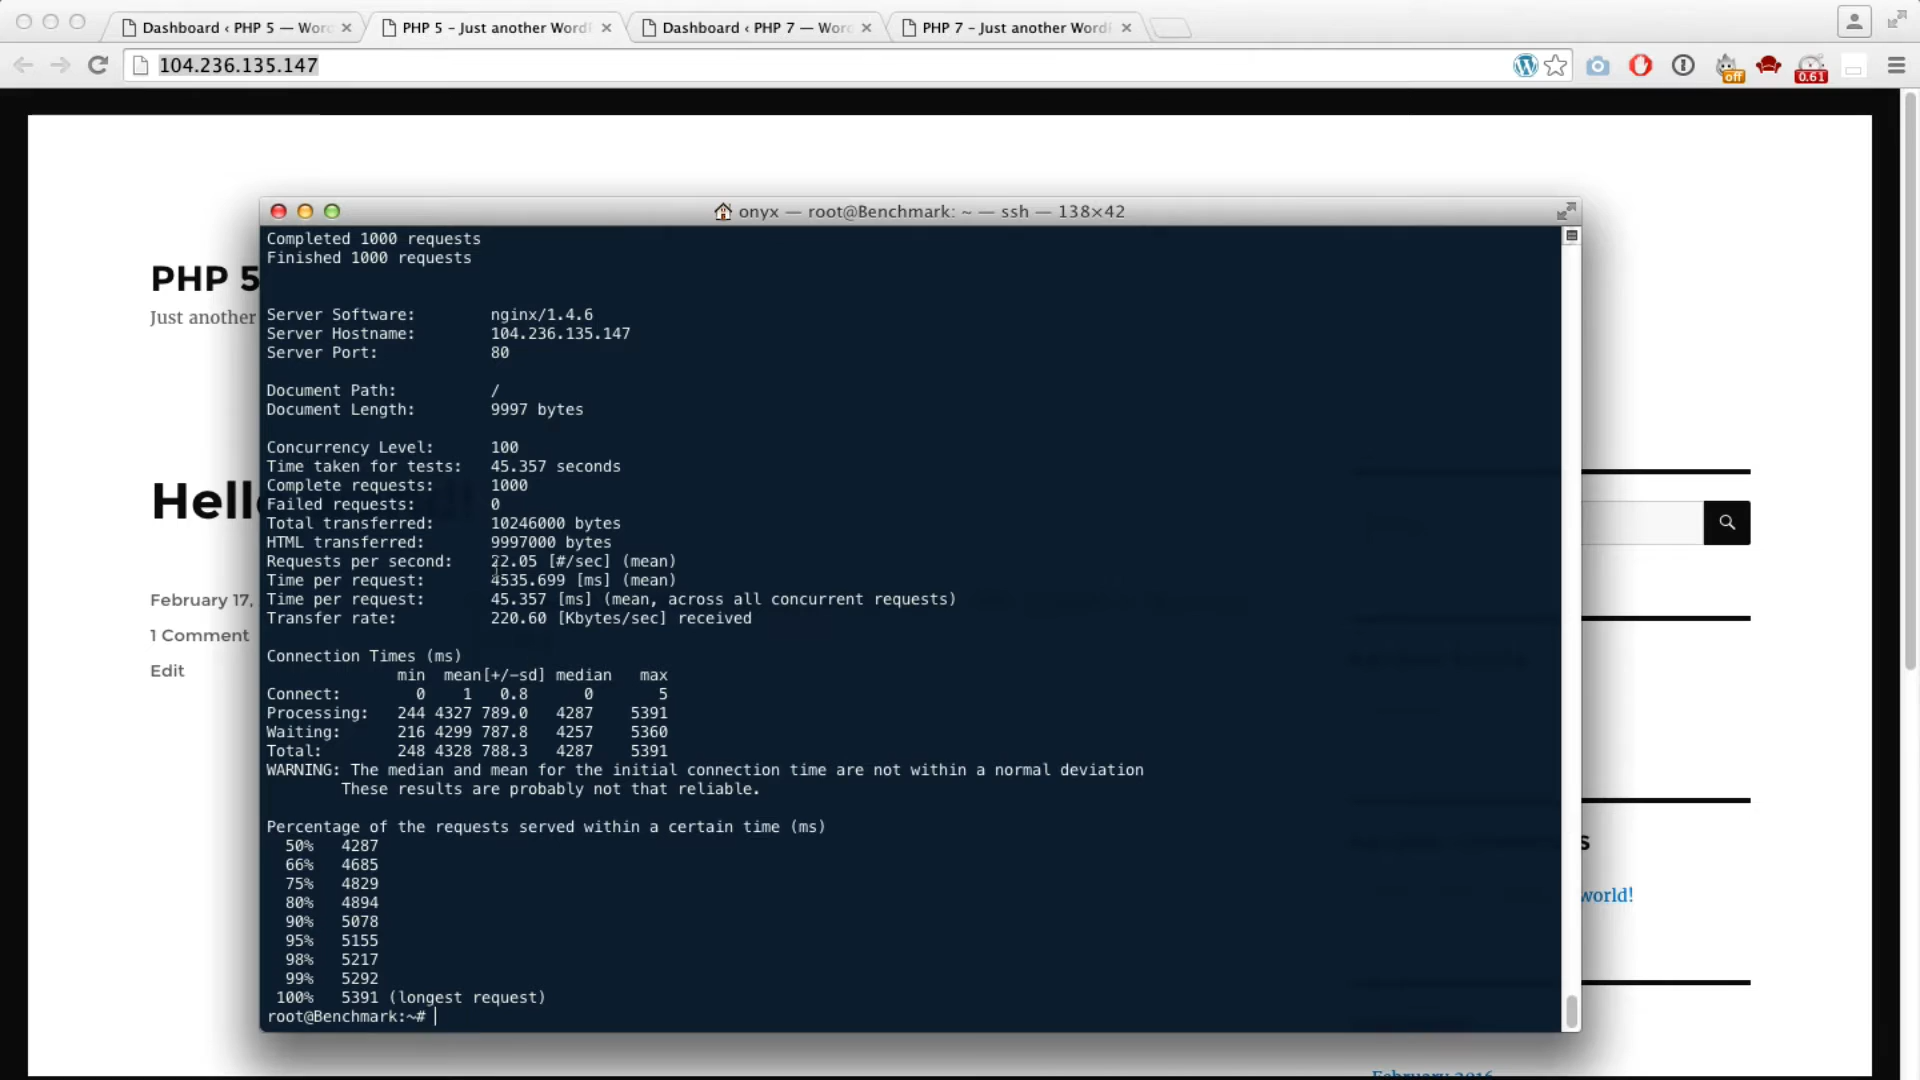 Dashboard ‹ PHP 5 — Wor
PHP 5 – Just another Word
Dashboard ‹ PHP 7 — Wor
PHP 7 – Just another Word
104.236.135.147
off
0.61
PHP 5
Just another
Hell
February 17,
1 Comment
Edit
onyx — root@Benchmark: ~ — ssh — 138×42
Completed 1000 requests
Finished 1000 requests
Server Software: nginx/1.4.6
Server Hostname: 104.236.135.147
Server Port: 80
Document Path: /
Document Length: 9997 bytes
Concurrency Level: 100
Time taken for tests: 45.357 seconds
Complete requests: 1000
Failed requests: 0
Total transferred: 10246000 bytes
HTML transferred: 9997000 bytes
Requests per second: 22.05 [#/sec] (mean)
Time per request: 4535.699 [ms] (mean)
Time per request: 45.357 [ms] (mean, across all concurrent requests)
Transfer rate: 220.60 [Kbytes/sec] received
Connection Times (ms)
min mean[+/-sd] median max
Connect: 0 1 0.8 0 5
Processing: 244 4327 789.0 4287 5391
Waiting: 216 4299 787.8 4257 5360
Total: 248 4328 788.3 4287 5391
WARNING: The median and mean for the initial connection time are not within a normal deviation
These results are probably not that reliable.
Percentage of the requests served within a certain time (ms)
50% 4287
66% 4685
75% 4829
80% 4894
90% 5078
95% 5155
98% 5217
99% 5292
100% 5391 (longest request)
root@Benchmark:~#
s
world!
February 2016